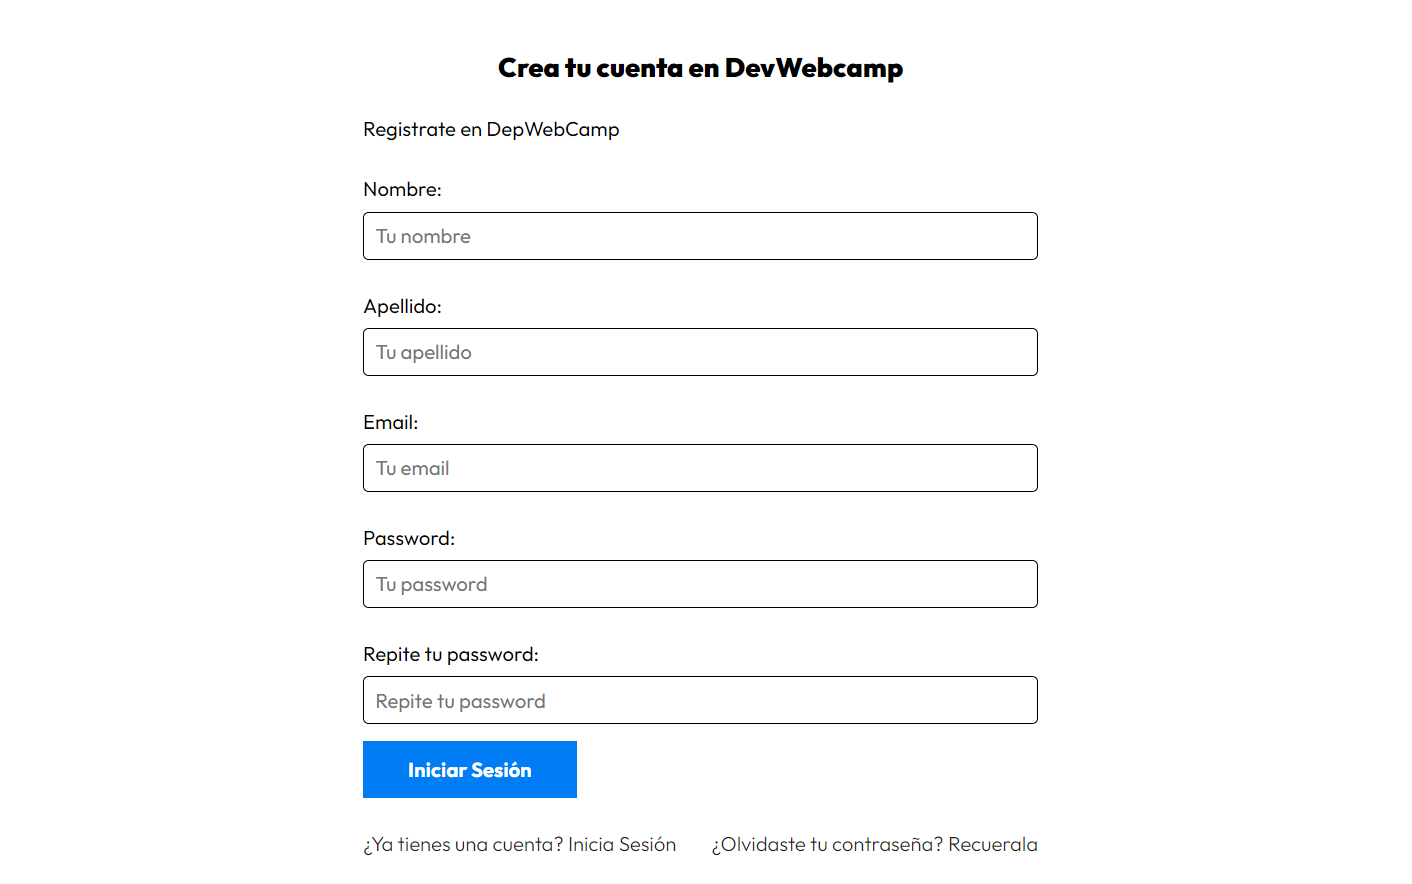 Crea tu cuenta en DevWebcamp
Registrate en DepWebCamp
Nombre:
Tu nombre
Apellido:
Tu apellido
Email:
Tu email
Password:
Tu password
Repite tu password:
Repite tu password
Iniciar Sesión
¿Ya tienes una cuenta? Inicia Sesión ¿Olvidaste tu contraseña? Recuerala